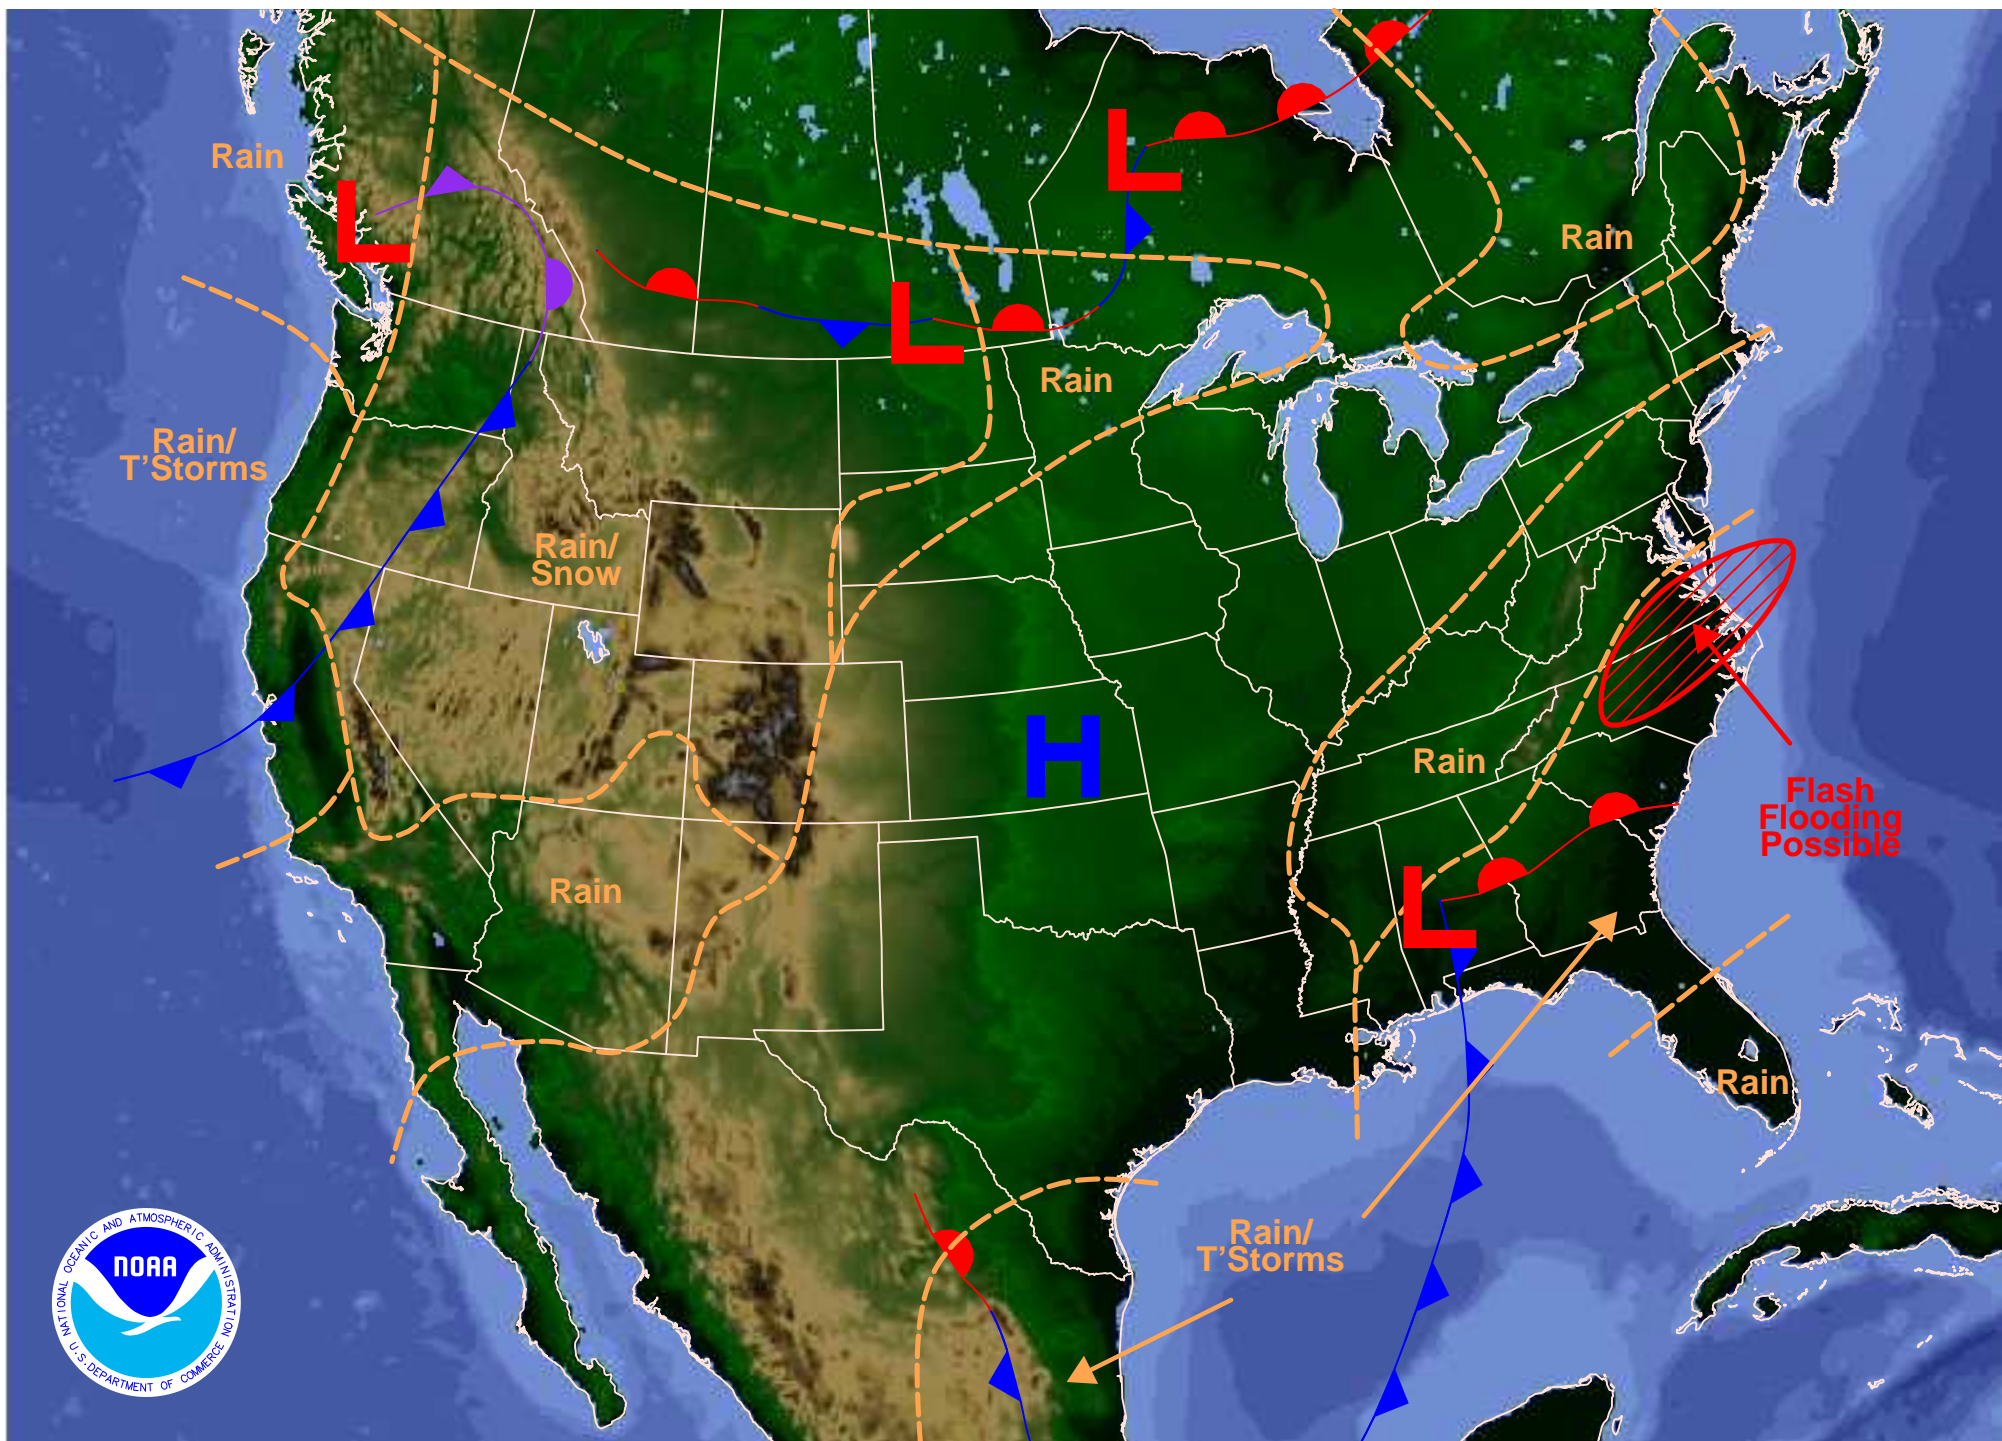 Rain
L
L
Rain
L
L
Rain
Rain/
T'Storms
Rain/
Snow
H
Rain
Flash
Flooding
Possible
Rain
L
Rain
Rain/
T'Storms
NATIONAL OCEANIC AND ATMOSPHERIC ADMINISTRATION
NOAA
U.S. DEPARTMENT OF COMMERCE